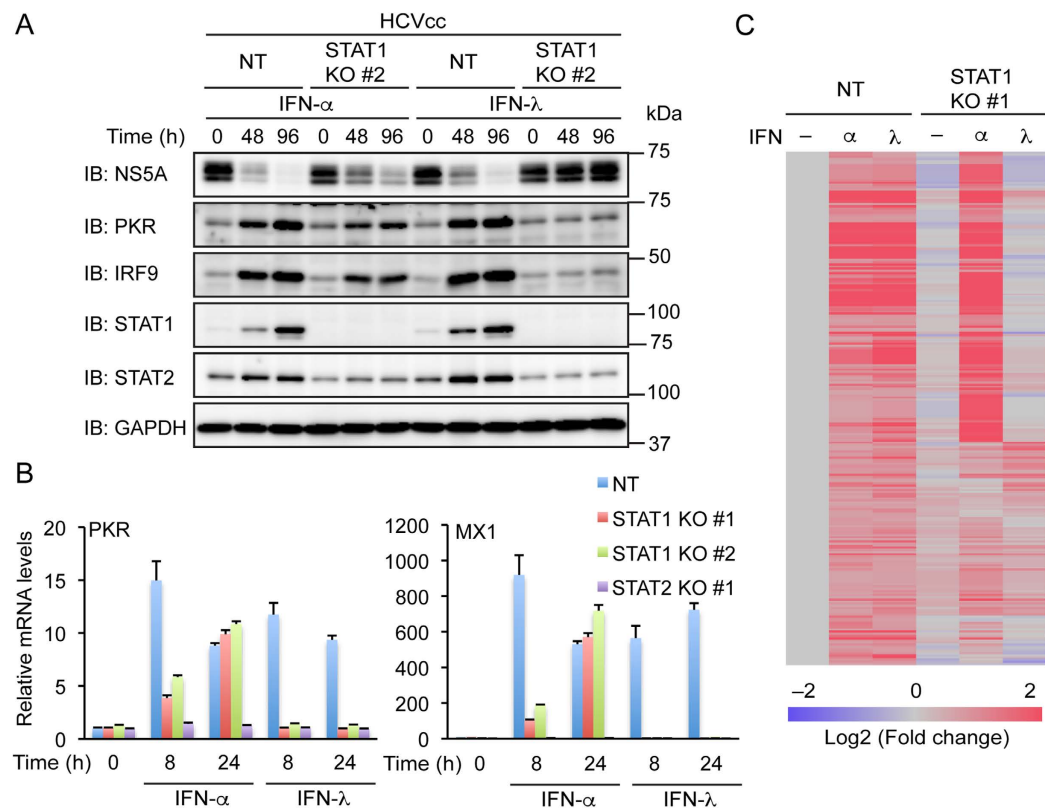 A
HCVcc
NT
STAT1
KO #2
NT
STAT1
KO #2
IFN-α
IFN-λ
kDa
Time (h) 0 48 96 0 48 96 0 48 96 0 48 96
75
IB: NS5A
75
IB: PKR
50
IB: IRF9
100
IB: STAT1
75
IB: STAT2
100
IB: GAPDH
37
B
Relative mRNA levels
PKR
20
15
10
5
0
Time (h) 0 8 24 8 24
IFN-α IFN-λ
MX1
1200
1000
800
600
400
200
0
Time (h) 0 8 24 8 24
IFN-α IFN-λ
NT
STAT1 KO #1
STAT1 KO #2
STAT2 KO #1
C
NT
STAT1
KO #1
IFN – α λ – α λ
–2 0 2
Log2 (Fold change)